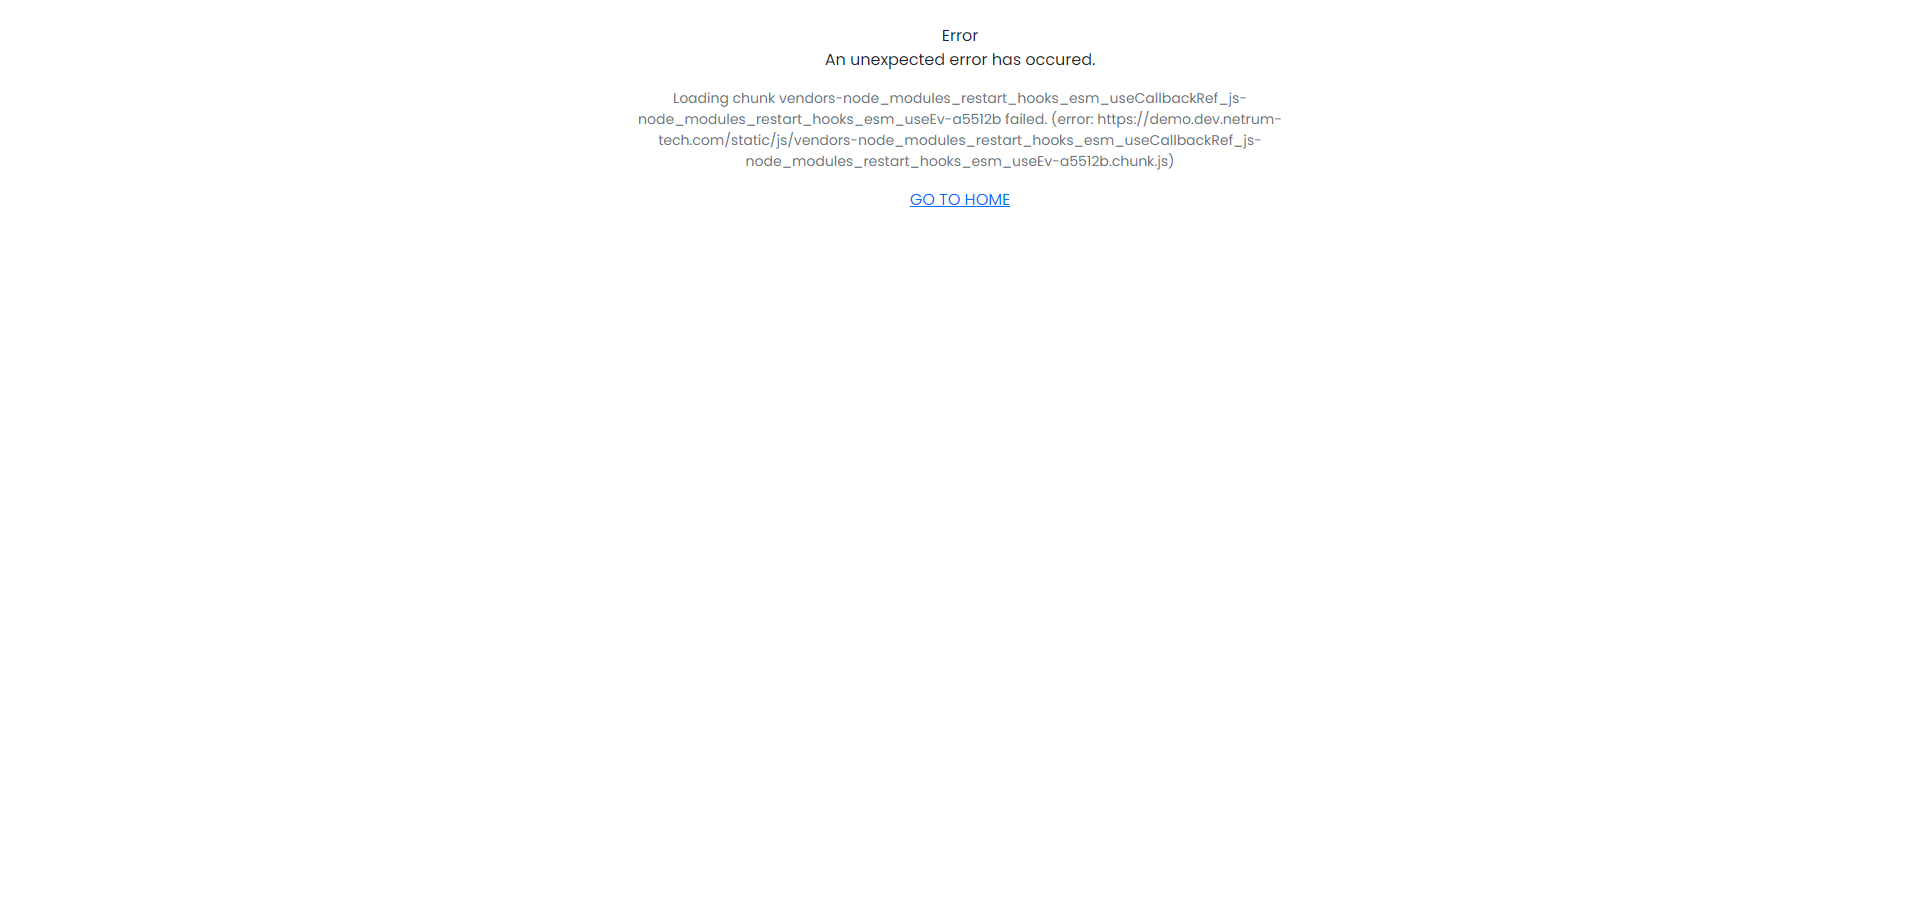 Error
An unexpected error has occured.
Loading chunk vendors-node_modules_restart_hooks_esm_useCallbackRef_js-
node_modules_restart_hooks_esm_useEv-a5512b failed. (error: https://demo.dev.netrum-
tech.com/static/js/vendors-node_modules_restart_hooks_esm_useCallbackRef_js-
node_modules_restart_hooks_esm_useEv-a5512b.chunk.js)
GO TO HOME